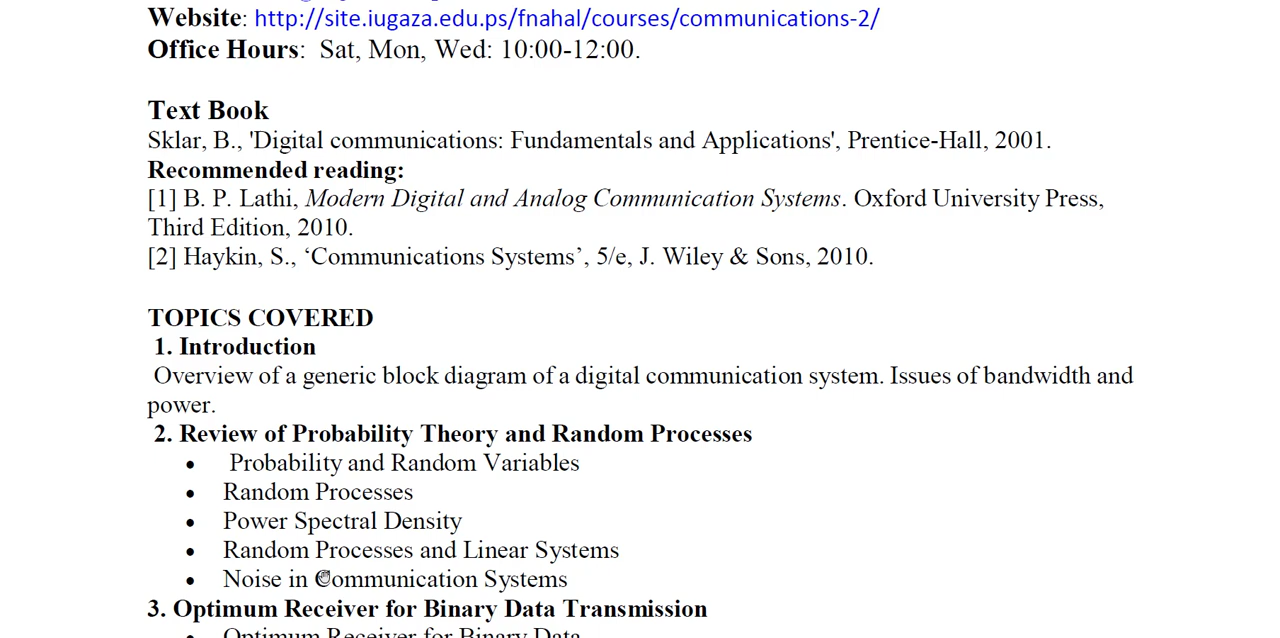 Website: http://site.iugaza.edu.ps/fnahal/courses/communications-2/
Office Hours:  Sat, Mon, Wed: 10:00-12:00.
Text Book
Sklar, B., 'Digital communications: Fundamentals and Applications', Prentice-Hall, 2001.
Recommended reading:
[1] B. P. Lathi, Modern Digital and Analog Communication Systems. Oxford University Press,
Third Edition, 2010.
[2] Haykin, S., ‘Communications Systems’, 5/e, J. Wiley & Sons, 2010.
TOPICS COVERED
1. Introduction
Overview of a generic block diagram of a digital communication system. Issues of bandwidth and
power.
2. Review of Probability Theory and Random Processes
• Probability and Random Variables
• Random Processes
• Power Spectral Density
• Random Processes and Linear Systems
• Noise in Communication Systems
3. Optimum Receiver for Binary Data Transmission
• Optimum Receiver for Binary Data